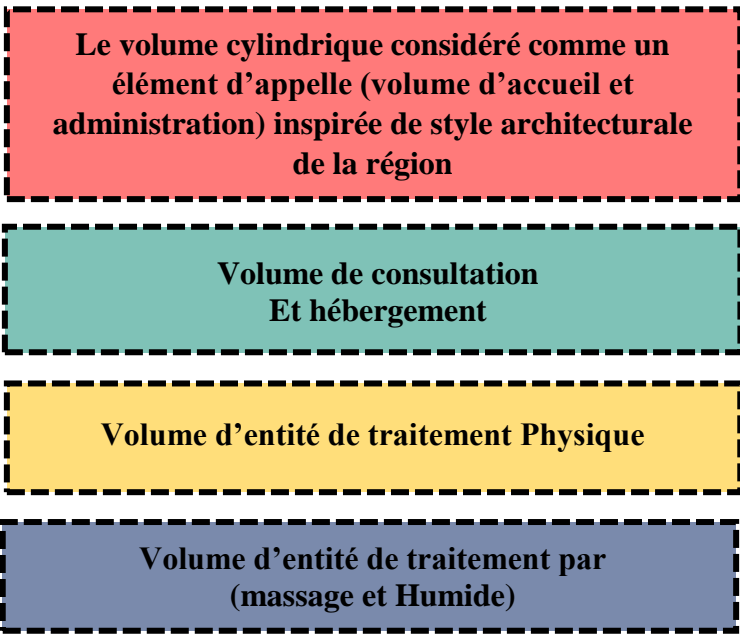 Le volume cylindrique considéré comme un
élément d’appelle (volume d’accueil et
administration) inspirée de style architecturale
de la région
Volume de consultation
Et hébergement
Volume d’entité de traitement Physique
Volume d’entité de traitement par
(massage et Humide)